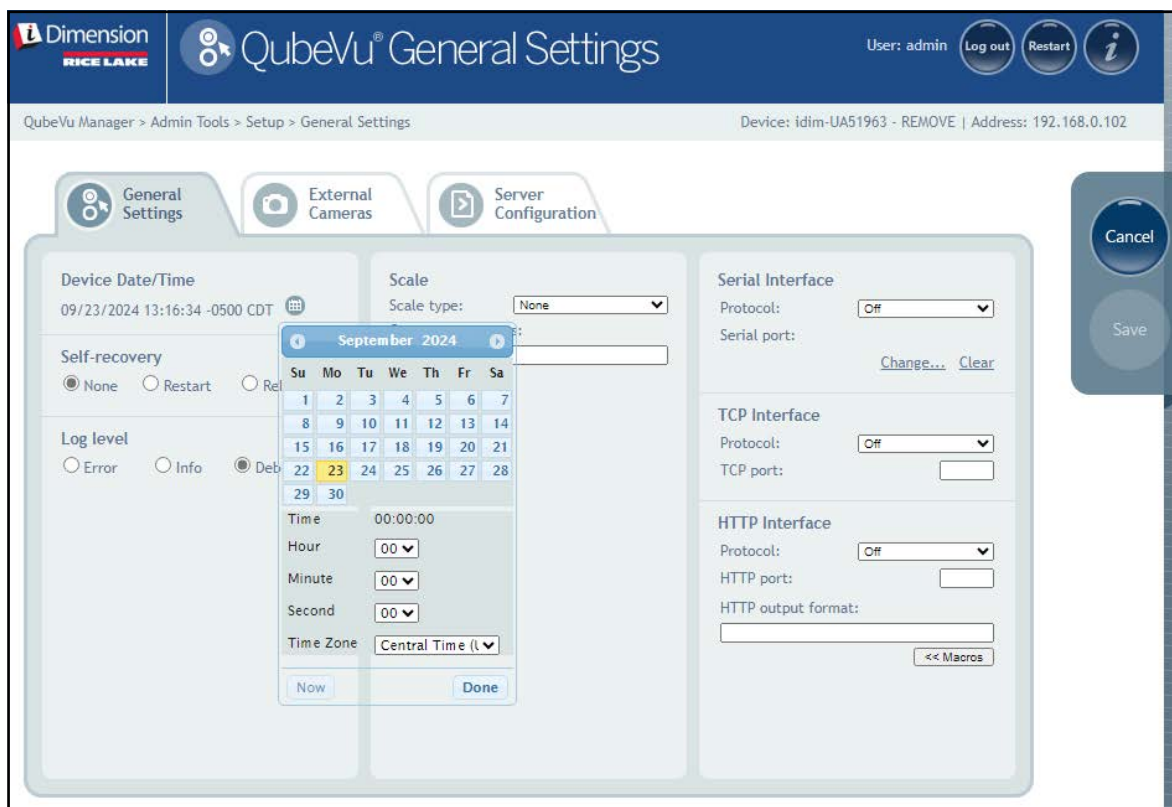 iDimension
RICE LAKE
QubeVu® General Settings
User: admin
Log out
Restart
i
QubeVu Manager > Admin Tools > Setup > General Settings
Device: idim-UA51963 - REMOVE | Address: 192.168.0.102
General
Settings
External
Cameras
Server
Configuration
Cancel
Save
Device Date/Time
09/23/2024 13:16:34 -0500 CDT
Self-recovery
None Restart
Log level
Error Info
September 2024
Su Mo Tu We Th Fr Sa
1 2 3 4 5 6 7
8 9 10 11 12 13 14
15 16 17 18 19 20 21
22 23 24 25 26 27 28
29 30
Time 00:00:00
Hour 00
Minute 00
Second 00
Time Zone Central Time (
Now Done
Scale
Scale type: None
Serial Interface
Protocol: Off
Serial port:
Change... Clear
TCP Interface
Protocol: Off
TCP port:
HTTP Interface
Protocol: Off
HTTP port:
HTTP output format:
<< Macros